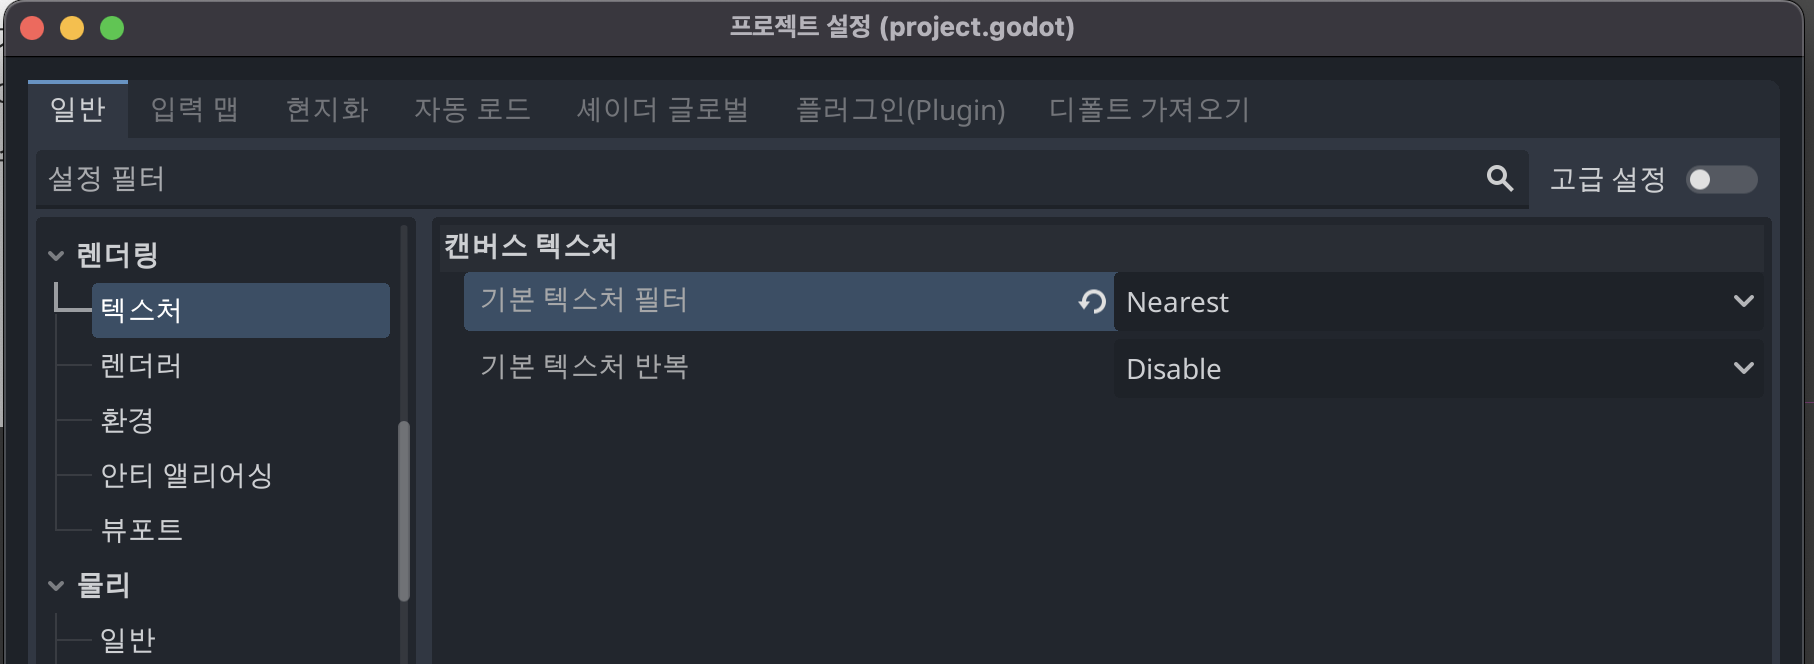 프로젝트 설정 (project.godot)
일반 입력 맵 현지화 자동 로드 셰이더 글로벌 플러그인(Plugin) 디폴트 가져오기
설정 필터 고급 설정
렌더링
텍스처
렌더러
환경
안티 앨리어싱
뷰포트
물리
일반
캔버스 텍스처
기본 텍스처 필터 Nearest
기본 텍스처 반복 Disable